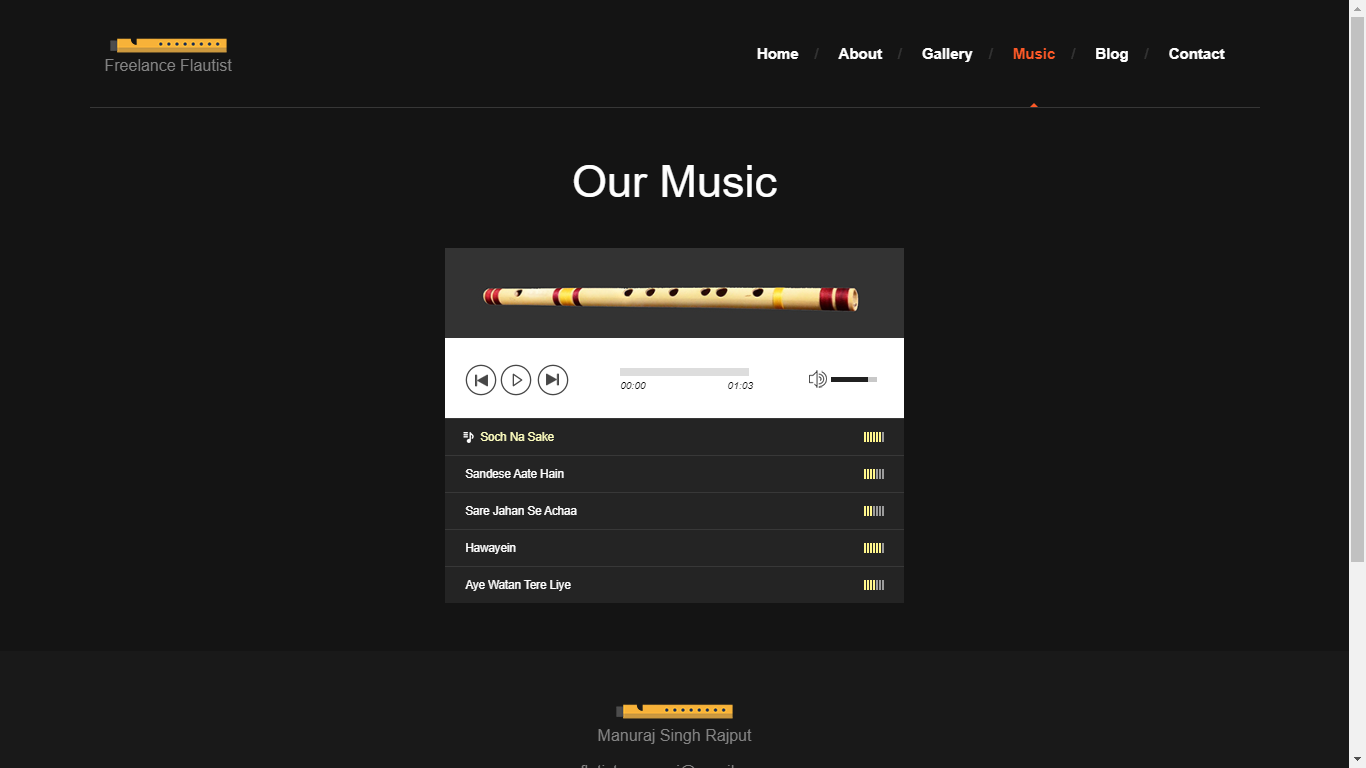 Freelance Flautist
Home / About / Gallery / Music / Blog / Contact
Our Music
00:00 01:03
Soch Na Sake
Sandese Aate Hain
Sare Jahan Se Achaa
Hawayein
Aye Watan Tere Liye
Manuraj Singh Rajput